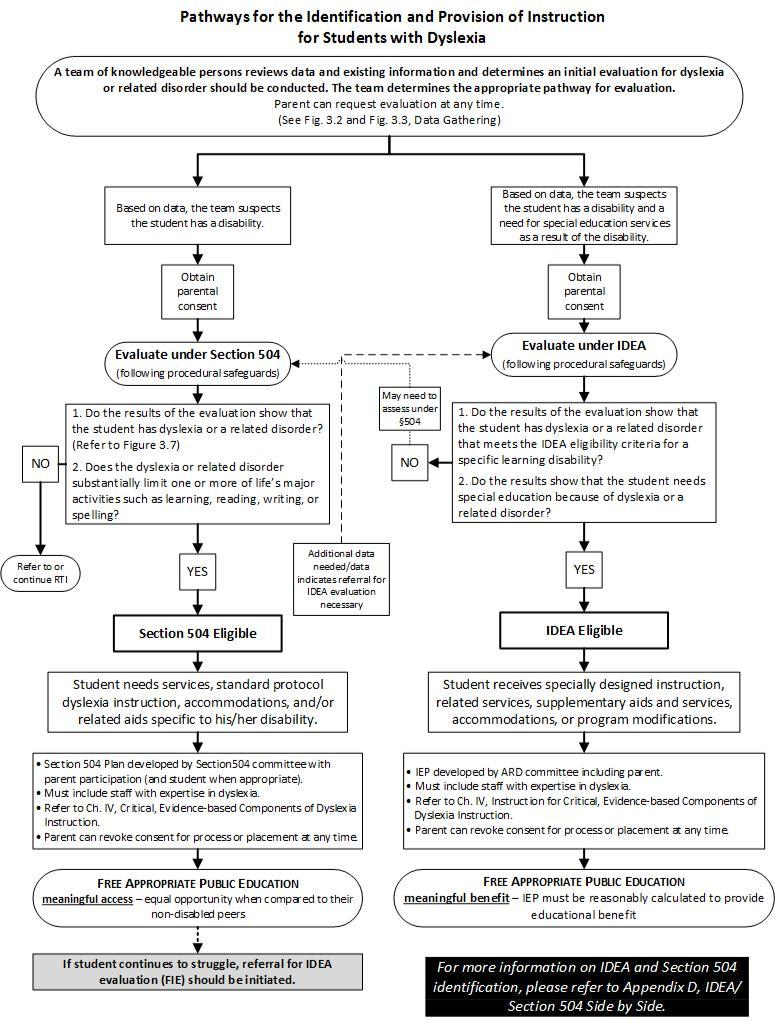 Pathways for the Identification and Provision of Instruction
for Students with Dyslexia
A team of knowledgeable persons reviews data and existing information and determines an initial evaluation for dyslexia
or related disorder should be conducted. The team determines the appropriate pathway for evaluation.
Parent can request evaluation at any time.
(See Fig. 3.2 and Fig. 3.3, Data Gathering)
Based on data, the team suspects
the student has a disability.
Based on data, the team suspects
the student has a disability and a
need for special education services
as a result of the disability.
Obtain
parental
consent
Obtain
parental
consent
Evaluate under Section 504
(following procedural safeguards)
Evaluate under IDEA
(following procedural safeguards)
May need to
assess under
§504
1. Do the results of the evaluation show that
the student has dyslexia or a related disorder?
(Refer to Figure 3.7)
2. Does the dyslexia or related disorder
substantially limit one or more of life's major
activities such as learning, reading, writing, or
spelling?
NO
1. Do the results of the evaluation show that
the student has dyslexia or a related disorder
that meets the IDEA eligibility criteria for a
specific learning disability?
2. Do the results show that the student needs
special education because of dyslexia or a
related disorder?
NO
Refer to or
continue RTI
YES
Additional data
needed/data
indicates referral for
IDEA evaluation
necessary
YES
Section 504 Eligible
IDEA Eligible
Student needs services, standard protocol
dyslexia instruction, accommodations, and/or
related aids specific to his/her disability.
Student receives specially designed instruction,
related services, supplementary aids and services,
accommodations, or program modifications.
• Section 504 Plan developed by Section504 committee with
parent participation (and student when appropriate).
• Must include staff with expertise in dyslexia.
• Refer to Ch. IV, Critical, Evidence-based Components of Dyslexia
Instruction.
• Parent can revoke consent for process or placement at any time.
• IEP developed by ARD committee including parent.
• Must include staff with expertise in dyslexia.
• Refer to Ch. IV, Instruction for Critical, Evidence-based Components of
Dyslexia Instruction.
• Parent can revoke consent for process or placement at any time.
FREE APPROPRIATE PUBLIC EDUCATION
meaningful access – equal opportunity when compared to their
non-disabled peers
FREE APPROPRIATE PUBLIC EDUCATION
meaningful benefit – IEP must be reasonably calculated to provide
educational benefit
If student continues to struggle, referral for IDEA
evaluation (FIE) should be initiated.
For more information on IDEA and Section 504
identification, please refer to Appendix D, IDEA/
Section 504 Side by Side.